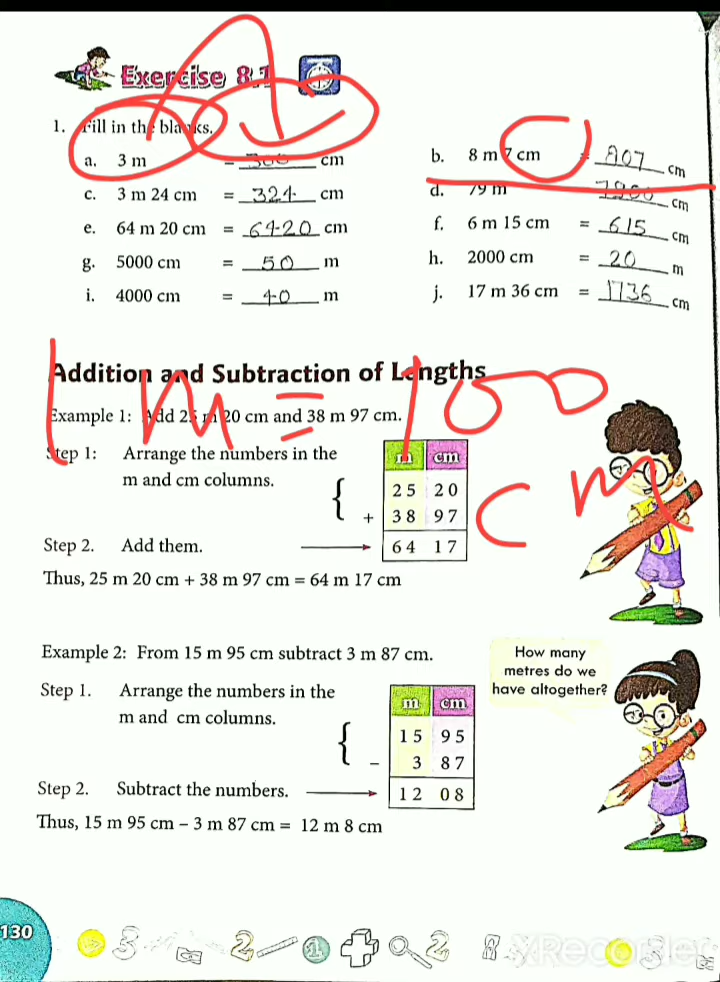 Exercise 8.1
1. Fill in the blanks.
a. 3 m = 300 cm
b. 8 m 7 cm = 807 cm
c. 3 m 24 cm = 324 cm
d. 79 m 7900 cm
e. 64 m 20 cm = 6420 cm
f. 6 m 15 cm = 615 cm
g. 5000 cm = 50 m
h. 2000 cm = 20 m
i. 4000 cm = 40 m
j. 17 m 36 cm = 1736 cm
1 m = 100 cm
Addition and Subtraction of Lengths
Example 1: Add 25 m 20 cm and 38 m 97 cm.
Step 1: Arrange the numbers in the
m and cm columns.
m cm
25 20
+ 38 97
64 17
Step 2. Add them.
Thus, 25 m 20 cm + 38 m 97 cm = 64 m 17 cm
Example 2: From 15 m 95 cm subtract 3 m 87 cm.
How many
metres do we
have altogether?
Step 1. Arrange the numbers in the
m and cm columns.
m cm
15 95
- 3 87
12 08
Step 2. Subtract the numbers.
Thus, 15 m 95 cm – 3 m 87 cm = 12 m 8 cm
130
XRecorder